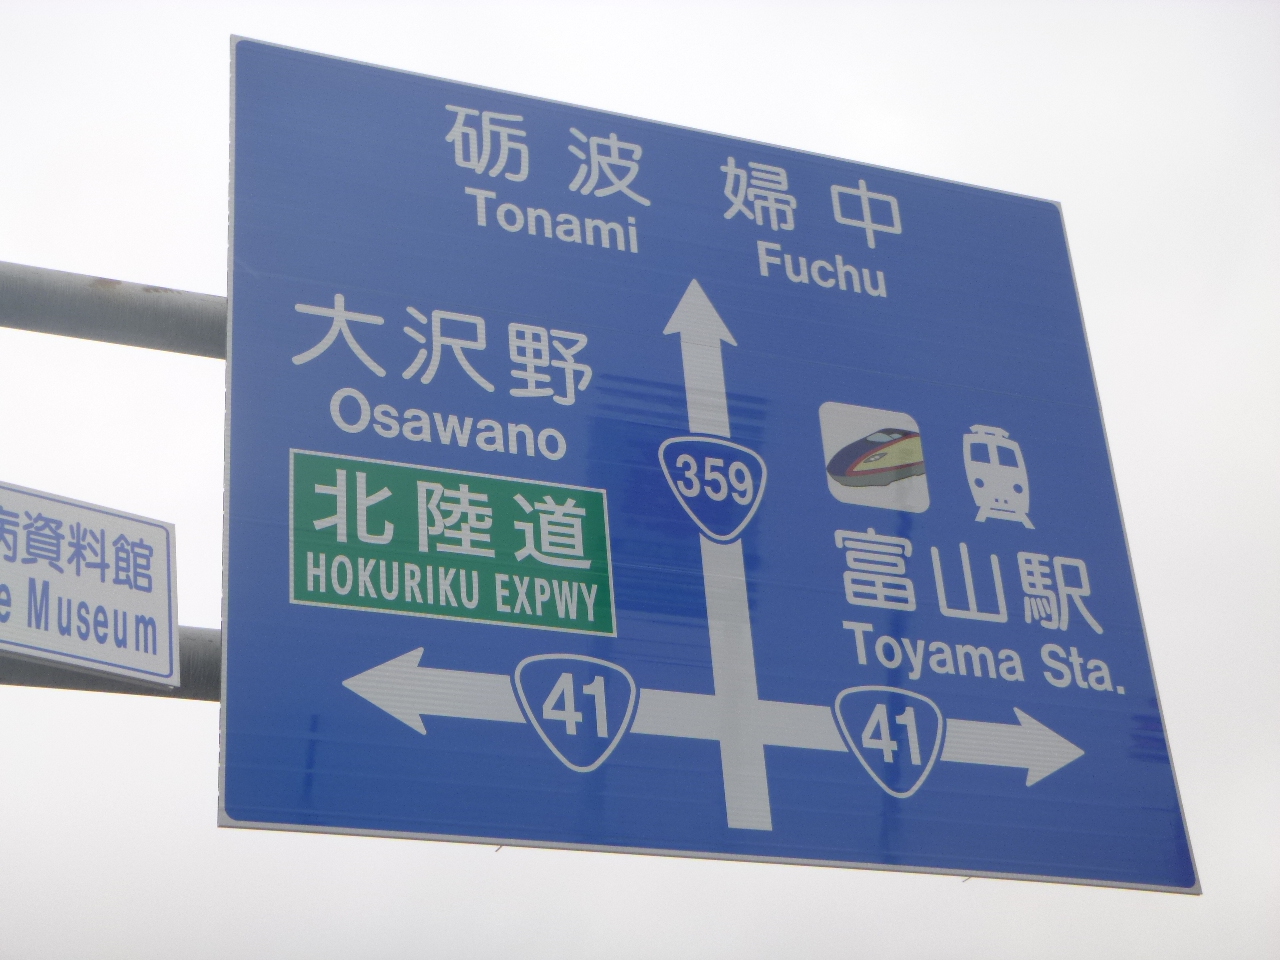 砺波 婦中
Tonami Fuchu
大沢野
Osawano
北陸道
HOKURIKU EXPWY
359
富山駅
Toyama Sta.
41
41
病資料館
e Museum